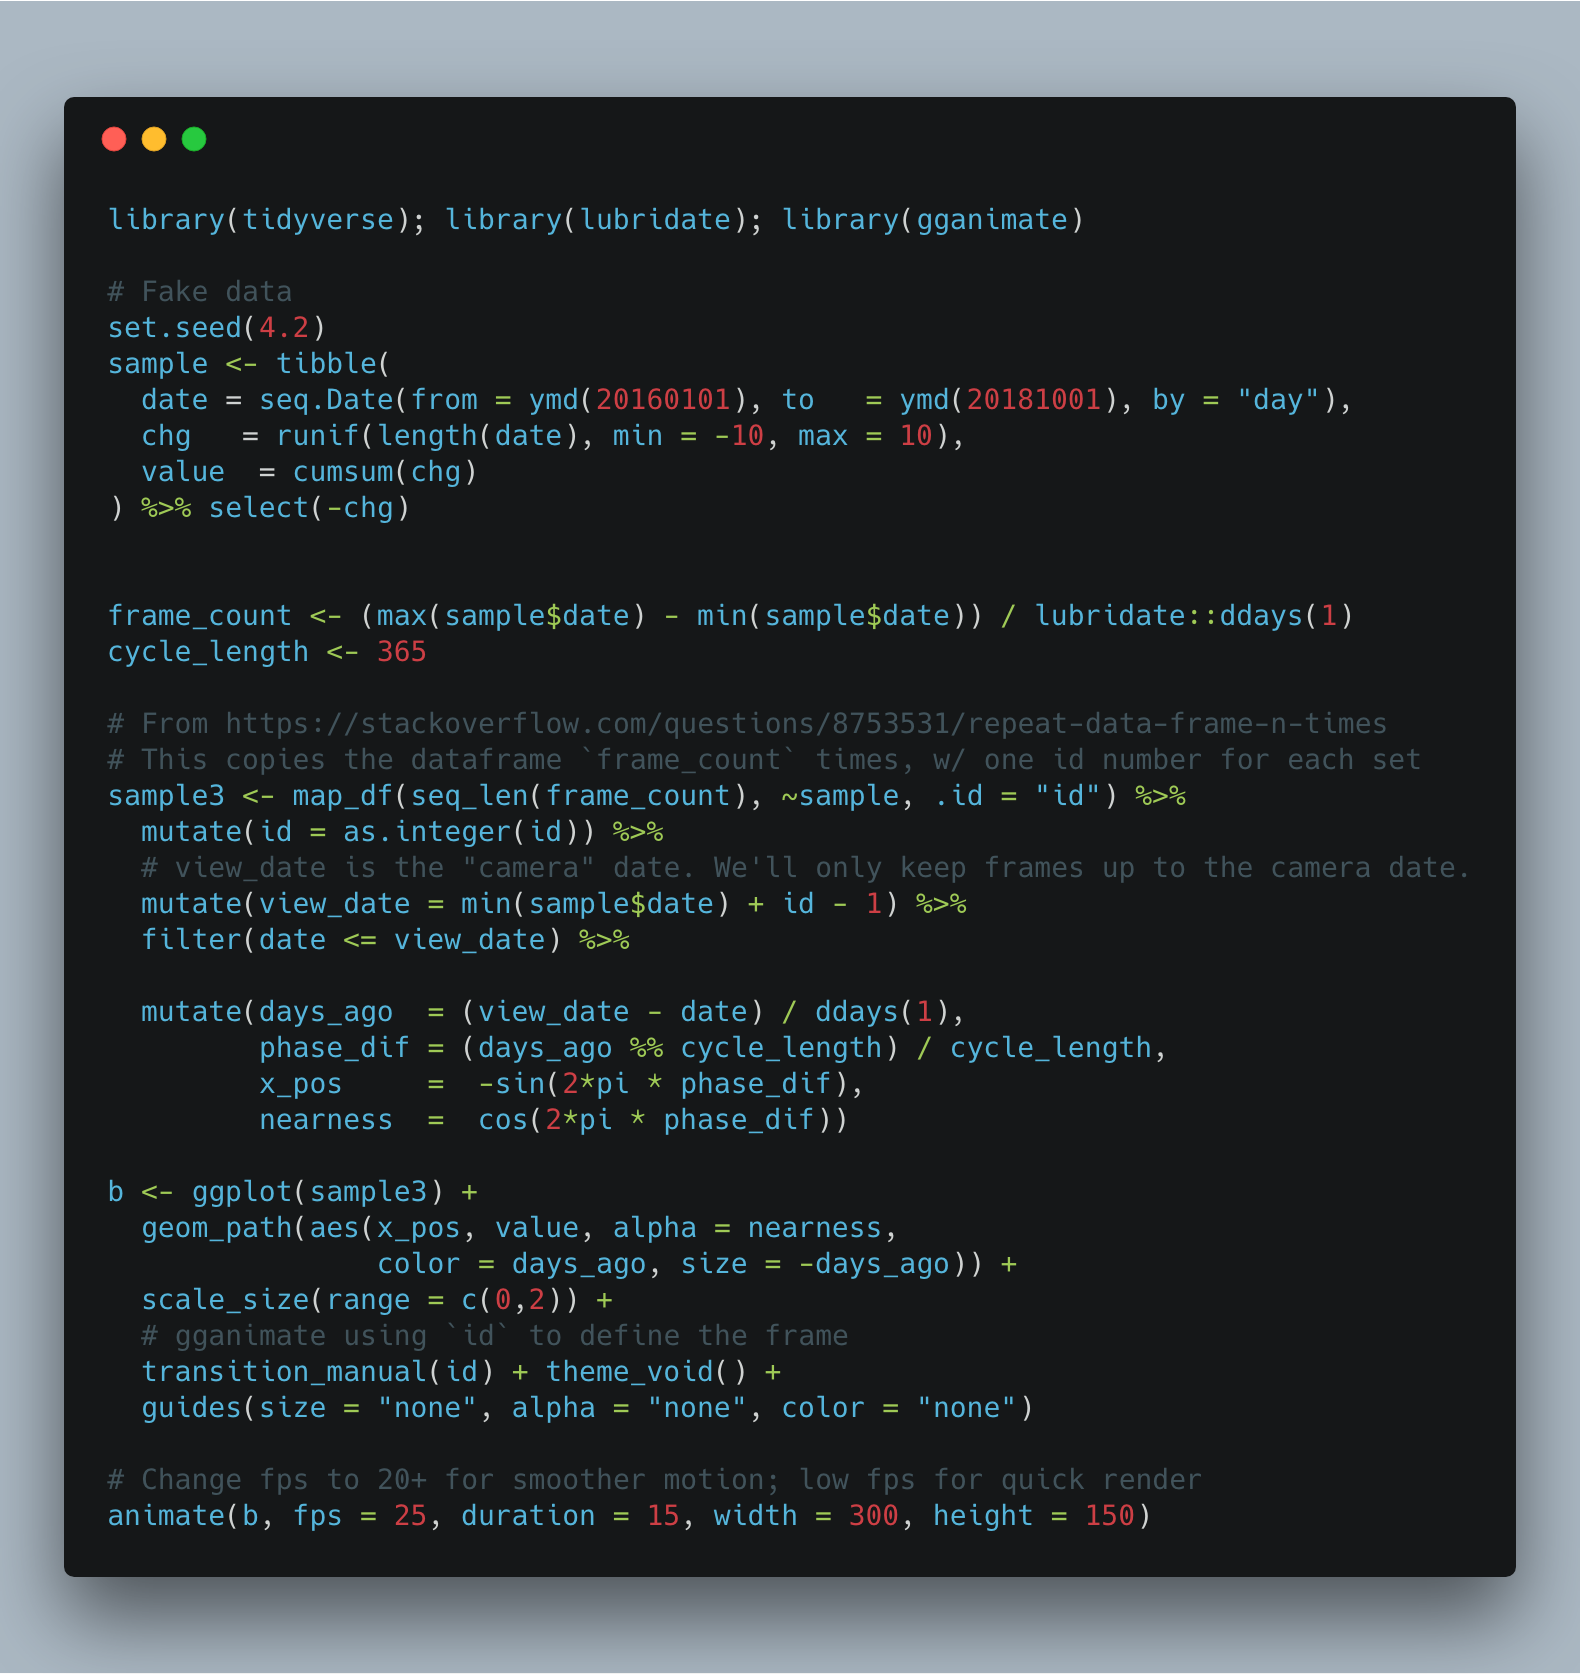 library(tidyverse); library(lubridate); library(gganimate)

# Fake data
set.seed(4.2)
sample <- tibble(
  date = seq.Date(from = ymd(20160101), to   = ymd(20181001), by = "day"),
  chg   = runif(length(date), min = -10, max = 10),
  value  = cumsum(chg)
) %>% select(-chg)


frame_count <- (max(sample$date) - min(sample$date)) / lubridate::ddays(1)
cycle_length <- 365

# From https://stackoverflow.com/questions/8753531/repeat-data-frame-n-times
# This copies the dataframe `frame_count` times, w/ one id number for each set
sample3 <- map_df(seq_len(frame_count), ~sample, .id = "id") %>%
  mutate(id = as.integer(id)) %>%
  # view_date is the "camera" date. We'll only keep frames up to the camera date.
  mutate(view_date = min(sample$date) + id - 1) %>%
  filter(date <= view_date) %>%

  mutate(days_ago  = (view_date - date) / ddays(1),
         phase_dif = (days_ago %% cycle_length) / cycle_length,
         x_pos     =  -sin(2*pi * phase_dif),
         nearness  =  cos(2*pi * phase_dif))

b <- ggplot(sample3) +
  geom_path(aes(x_pos, value, alpha = nearness,
                color = days_ago, size = -days_ago)) +
  scale_size(range = c(0,2)) +
  # gganimate using `id` to define the frame
  transition_manual(id) + theme_void() +
  guides(size = "none", alpha = "none", color = "none")

# Change fps to 20+ for smoother motion; low fps for quick render
animate(b, fps = 25, duration = 15, width = 300, height = 150)